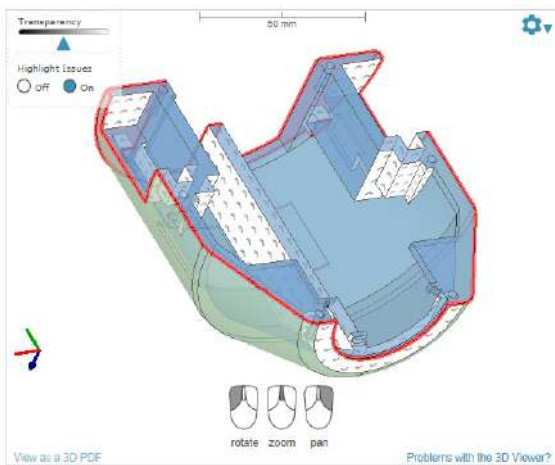 Transparency
50 mm
Highlight Issues
Off On
rotate zoom pan
View as a 3D PDF
Problems with the 3D Viewer?